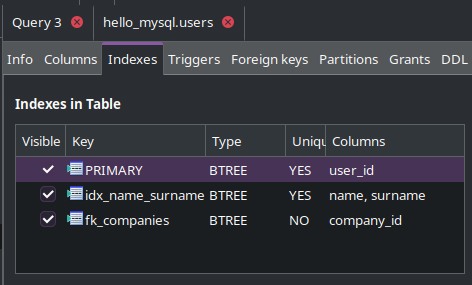 Query 3 hello_mysql.users
Info Columns Indexes Triggers Foreign keys Partitions Grants DDL
Indexes in Table
Visible Key Type Uniqu Columns
PRIMARY BTREE YES user_id
idx_name_surname BTREE YES name, surname
fk_companies BTREE NO company_id